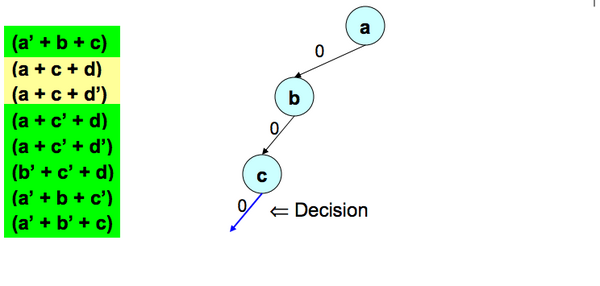 (a' + b + c)
(a + c + d)
(a + c + d')
(a + c' + d)
(a + c' + d')
(b' + c' + d)
(a' + b + c')
(a' + b' + c)
a
0
b
0
c
0
⇐ Decision